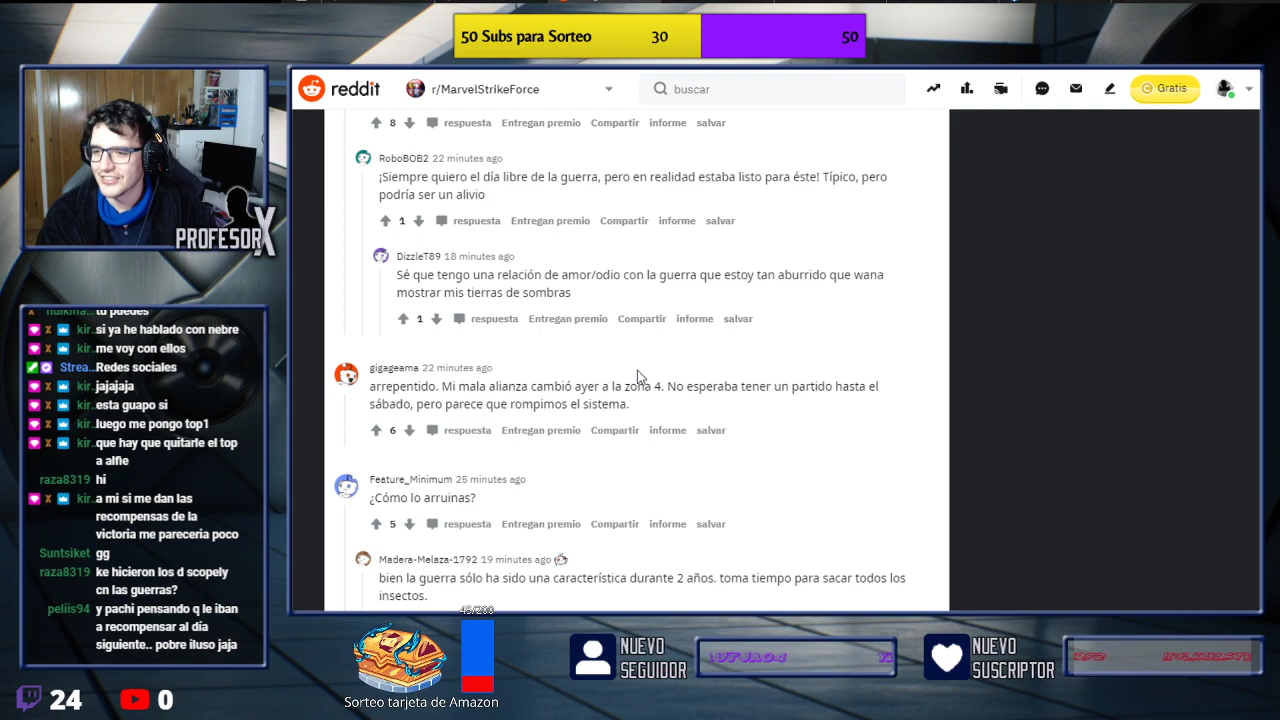 50 Subs para Sorteo 30 50
reddit r/MarvelStrikeForce buscar Gratis
8 respuesta Entregan premio Compartir informe salvar
RoboBOB2 22 minutes ago
¡Siempre quiero el día libre de la guerra, pero en realidad estaba listo para éste! Típico, pero
podría ser un alivio
1 respuesta Entregan premio Compartir informe salvar
DizzleT89 18 minutes ago
Sé que tengo una relación de amor/odio con la guerra que estoy tan aburrido que wana
mostrar mis tierras de sombras
1 respuesta Entregan premio Compartir informe salvar
gigageama 22 minutes ago
arrepentido. Mi mala alianza cambió ayer a la zona 4. No esperaba tener un partido hasta el
sábado, pero parece que rompimos el sistema.
6 respuesta Entregan premio Compartir informe salvar
Feature_Minimum 25 minutes ago
¿Cómo lo arruinas?
5 respuesta Entregan premio Compartir informe salvar
Madera-Melaza-1792 19 minutes ago
bien la guerra sólo ha sido una característica durante 2 años. toma tiempo para sacar todos los
insectos.
PROFESOR X
tu puedes
kir... si ya he hablado con nebre
kir... me voy con ellos
Strea... Redes sociales
kir... jajajaja
kir... esta guapo si
kir... luego me pongo top1
kir... que hay que quitarle el top
a alfie
raza8319 hi
kir... a mi si me dan las
recompensas de la
victoria me pareceria poco
Suntsiket gg
raza8319 ke hicieron los d scopely
cn las guerras?
peliis94 y pachi pensando q le iban
a recompensar al día
siguiente.. pobre iluso jaja
45/200
Sorteo tarjeta de Amazon
NUEVO
SEGUIDOR
NUEVO
SUSCRIPTOR
24 0